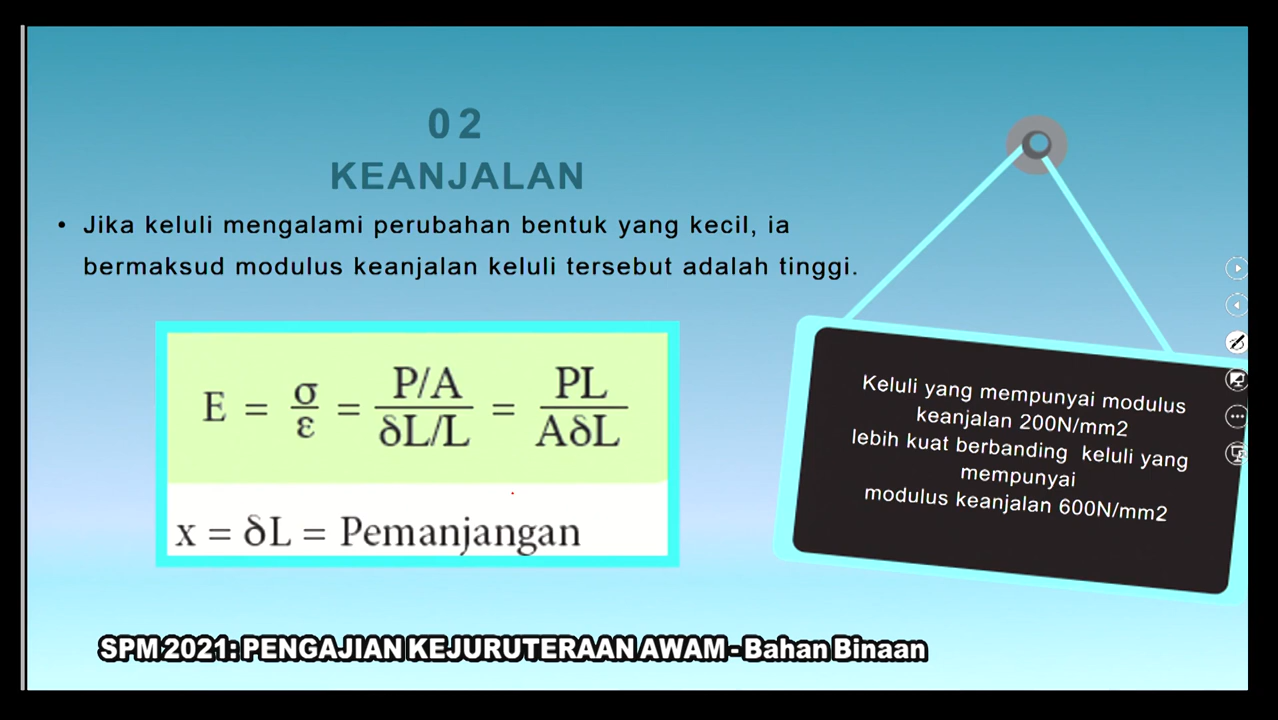 02
KEANJALAN
• Jika keluli mengalami perubahan bentuk yang kecil, ia
bermaksud modulus keanjalan keluli tersebut adalah tinggi.
E = σ/ε = (P/A)/(δL/L) = PL/(AδL)
x = δL = Pemanjangan
Keluli yang mempunyai modulus
keanjalan 200N/mm2
lebih kuat berbanding keluli yang
mempunyai
modulus keanjalan 600N/mm2
SPM 2021: PENGAJIAN KEJURUTERAAN AWAM - Bahan Binaan